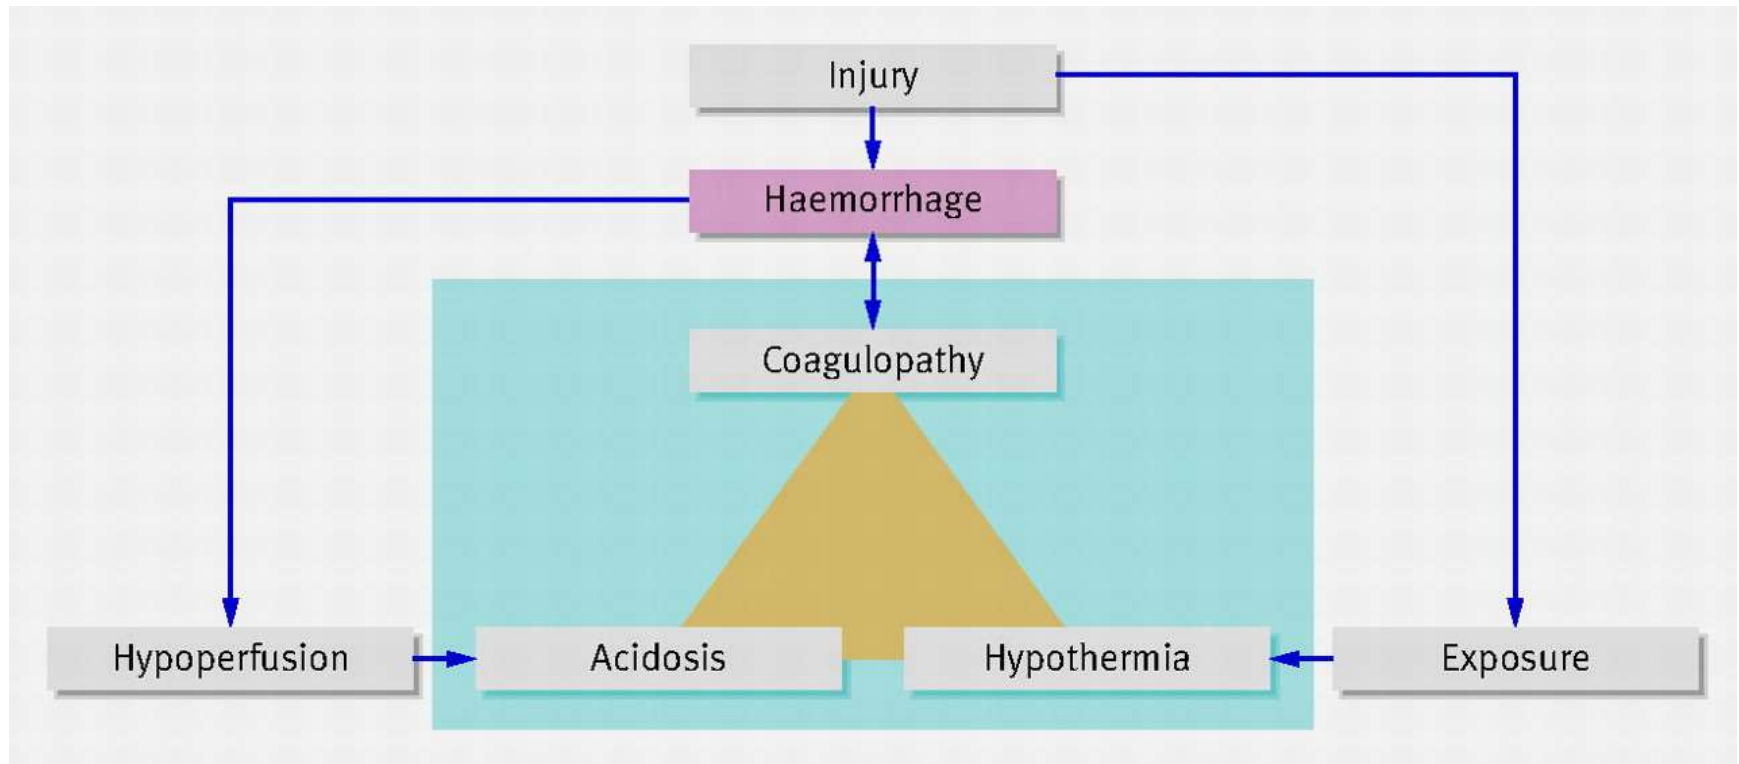 Injury
Haemorrhage
Coagulopathy
Hypoperfusion
Acidosis
Hypothermia
Exposure